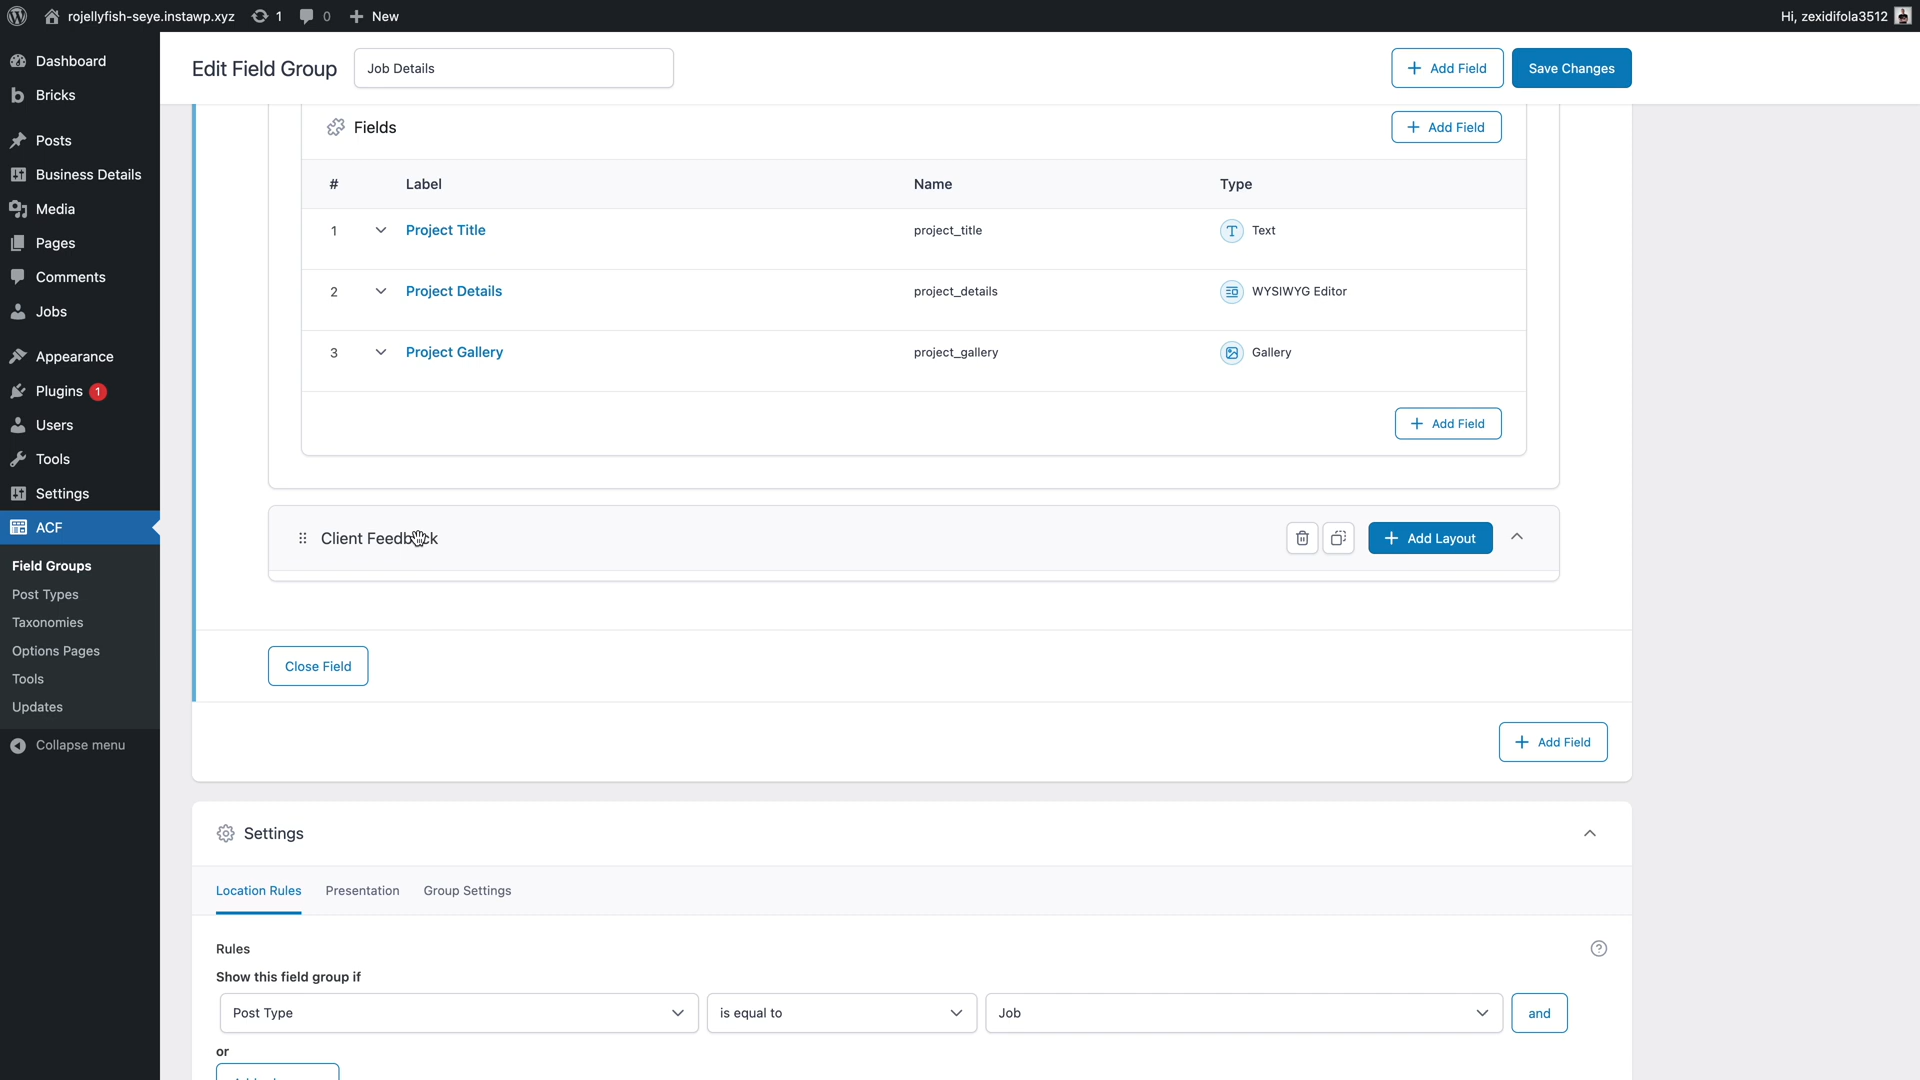 rojellyfish-seye.instawp.xyz 1 0 New Hi, zexidifola3512
Dashboard
Bricks
Posts
Business Details
Media
Pages
Comments
Jobs
Appearance
Plugins 1
Users
Tools
Settings
ACF
Field Groups
Post Types
Taxonomies
Options Pages
Tools
Updates
Collapse menu
Edit Field Group Job Details Add Field Save Changes
Fields Add Field
# Label Name Type
1 Project Title project_title Text
2 Project Details project_details WYSIWYG Editor
3 Project Gallery project_gallery Gallery
Add Field
Client Feedback Add Layout
Close Field
Add Field
Settings
Location Rules Presentation Group Settings
Rules
Show this field group if
Post Type is equal to Job and
or